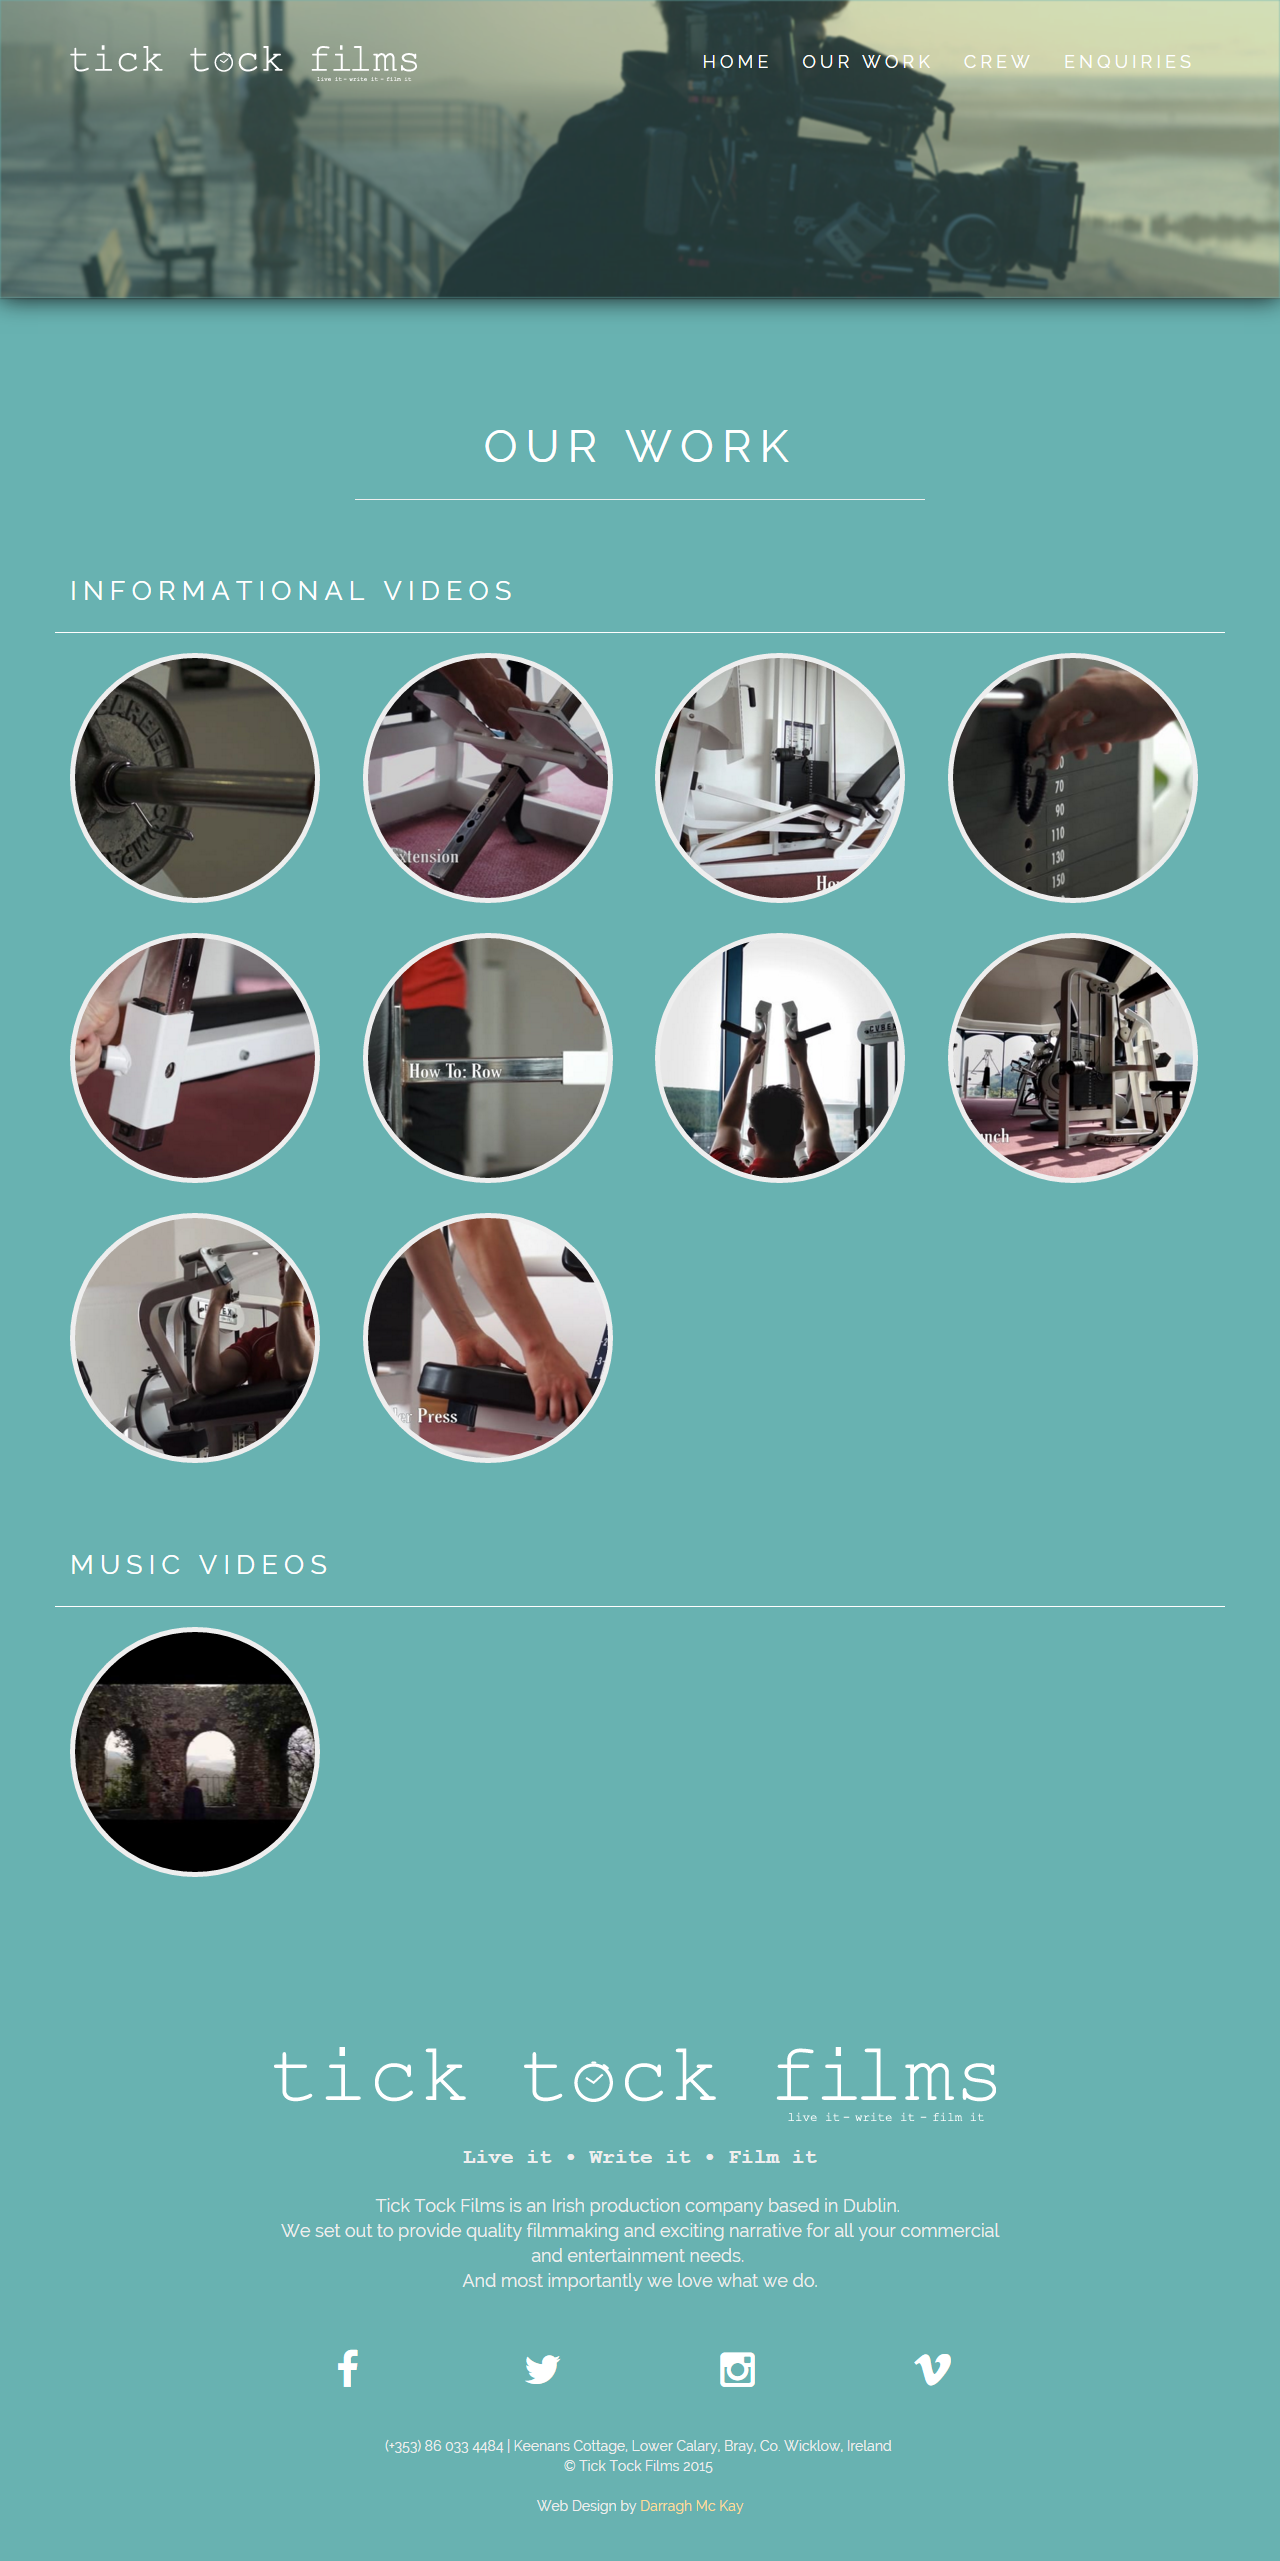 tick tock films
live it - write it - film it
HOME OUR WORK CREW ENQUIRIES
OUR WORK
INFORMATIONAL VIDEOS
BARBELL
Extension
70
90
110
130
150
1
2
How To: Row
CYBEX
Press
MUSIC VIDEOS
tick tock films
live it - write it - film it
Live it • Write it • Film it
Tick Tock Films is an Irish production company based in Dublin.
We set out to provide quality filmmaking and exciting narrative for all your commercial
and entertainment needs.
And most importantly we love what we do.
(+353) 86 033 4484 | Keenans Cottage, Lower Calary, Bray, Co. Wicklow, Ireland
© Tick Tock Films 2015
Web Design by Darragh Mc Kay